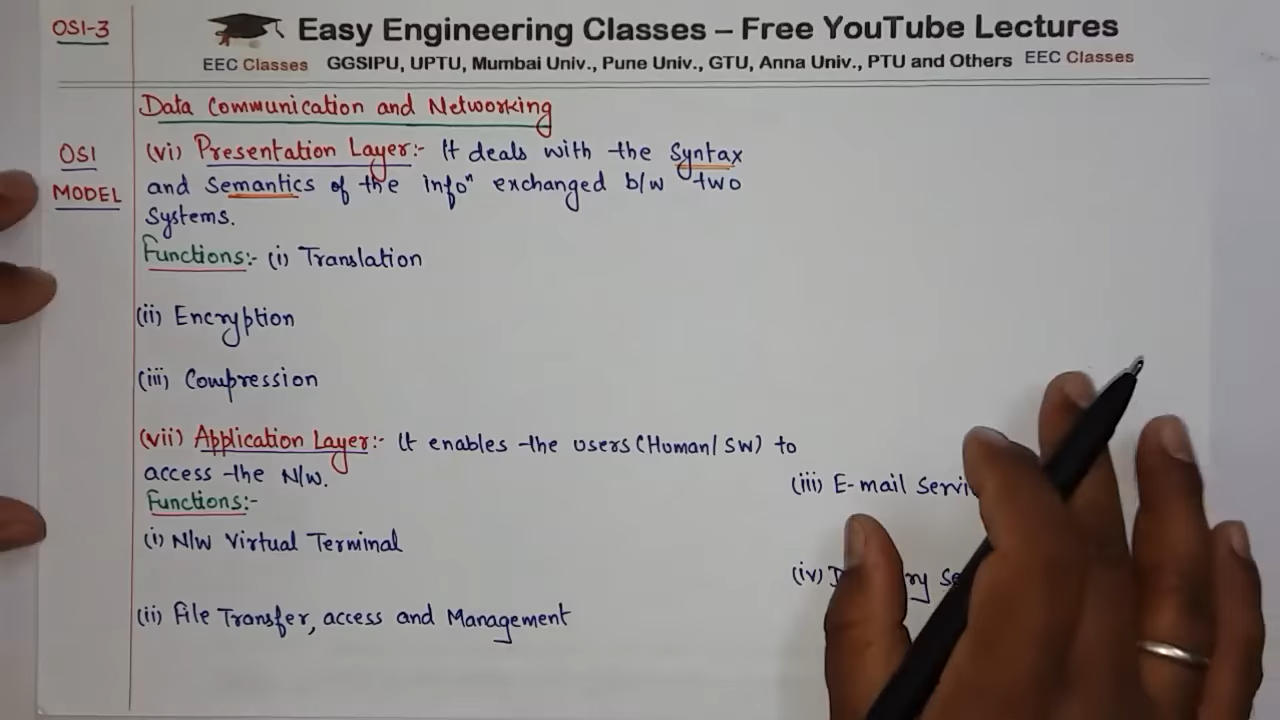 OSI-3
Easy Engineering Classes – Free YouTube Lectures
EEC Classes GGSIPU, UPTU, Mumbai Univ., Pune Univ., GTU, Anna Univ., PTU and Others EEC Classes
Data Communication and Networking
OSI
MODEL
(vi) Presentation Layer:- It deals with the Syntax
and Semantics of the infoⁿ exchanged b/w two
Systems.
Functions:- (i) Translation
(ii) Encryption
(iii) Compression
(vii) Application Layer:- It enables the users (Human/SW) to
access the N/W.
Functions:-
(i) N/W Virtual Terminal
(ii) File Transfer, access and Management
(iii) E-mail
(iv)